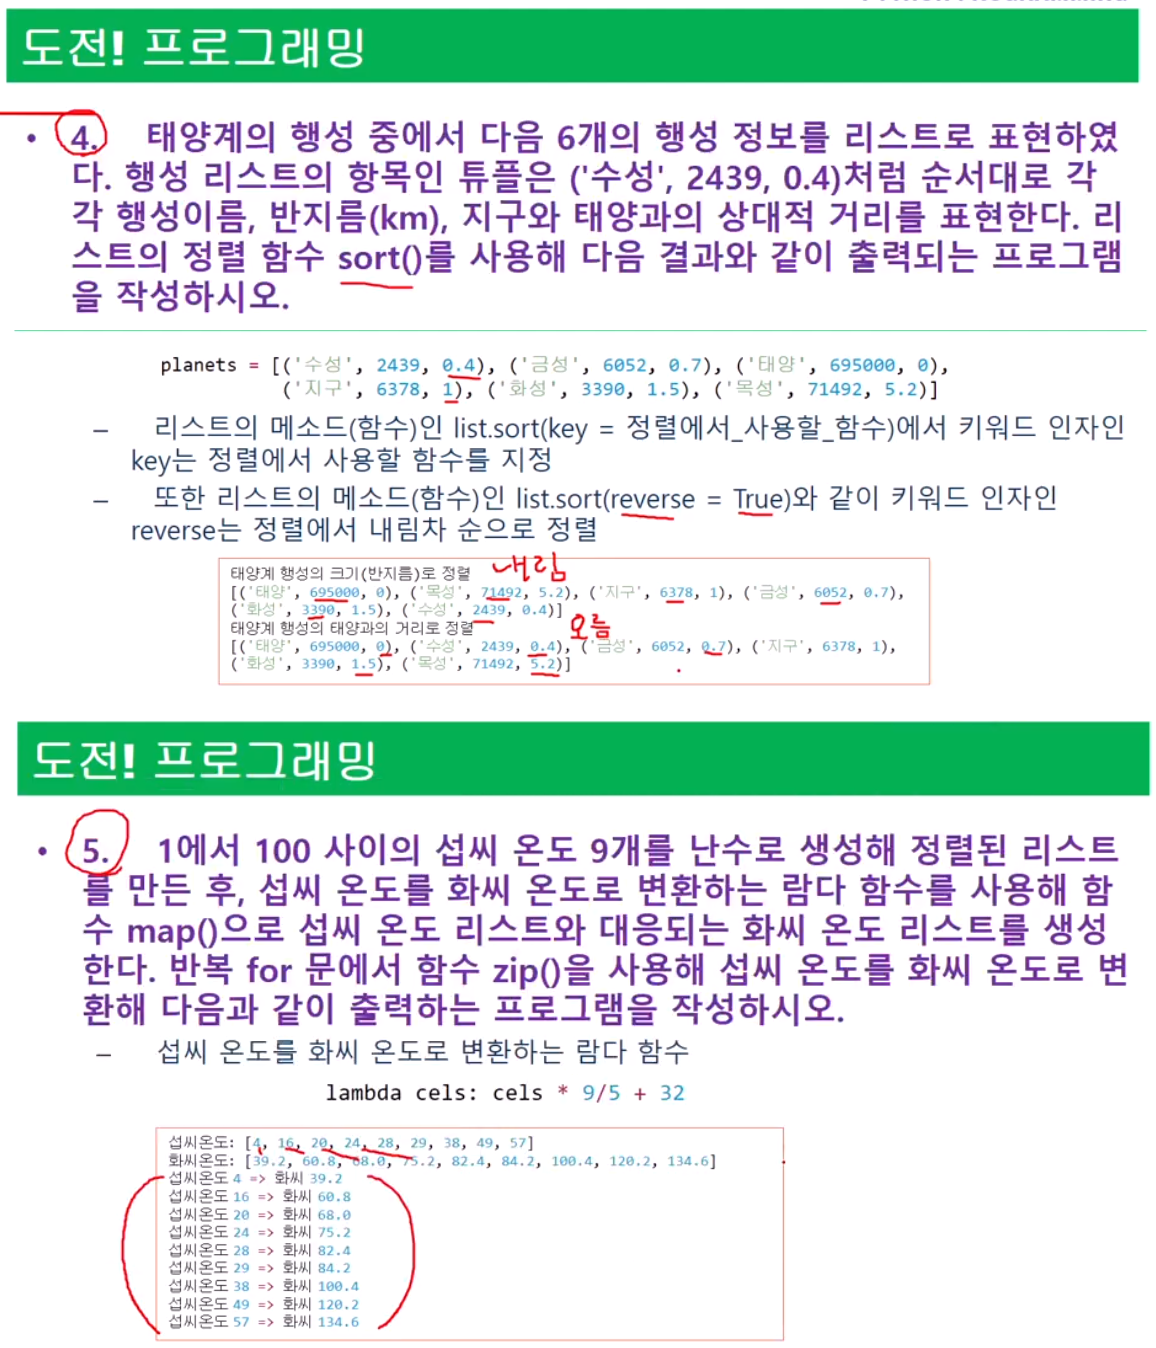 도전! 프로그래밍
• 4. 태양계의 행성 중에서 다음 6개의 행성 정보를 리스트로 표현하였
다. 행성 리스트의 항목인 튜플은 ('수성', 2439, 0.4)처럼 순서대로 각
각 행성이름, 반지름(km), 지구와 태양과의 상대적 거리를 표현한다. 리
스트의 정렬 함수 sort()를 사용해 다음 결과와 같이 출력되는 프로그램
을 작성하시오.
planets = [('수성', 2439, 0.4), ('금성', 6052, 0.7), ('태양', 695000, 0),
('지구', 6378, 1), ('화성', 3390, 1.5), ('목성', 71492, 5.2)]
– 리스트의 메소드(함수)인 list.sort(key = 정렬에서_사용할_함수)에서 키워드 인자인
key는 정렬에서 사용할 함수를 지정
– 또한 리스트의 메소드(함수)인 list.sort(reverse = True)와 같이 키워드 인자인
reverse는 정렬에서 내림차 순으로 정렬
태양계 행성의 크기(반지름)로 정렬 내림
[('태양', 695000, 0), ('목성', 71492, 5.2), ('지구', 6378, 1), ('금성', 6052, 0.7),
('화성', 3390, 1.5), ('수성', 2439, 0.4)]
태양계 행성의 태양과의 거리로 정렬 오름
[('태양', 695000, 0), ('수성', 2439, 0.4), ('금성', 6052, 0.7), ('지구', 6378, 1),
('화성', 3390, 1.5), ('목성', 71492, 5.2)]
도전! 프로그래밍
• 5. 1에서 100 사이의 섭씨 온도 9개를 난수로 생성해 정렬된 리스트
를 만든 후, 섭씨 온도를 화씨 온도로 변환하는 람다 함수를 사용해 함
수 map()으로 섭씨 온도 리스트와 대응되는 화씨 온도 리스트를 생성
한다. 반복 for 문에서 함수 zip()을 사용해 섭씨 온도를 화씨 온도로 변
환해 다음과 같이 출력하는 프로그램을 작성하시오.
– 섭씨 온도를 화씨 온도로 변환하는 람다 함수
lambda cels: cels * 9/5 + 32
섭씨온도: [4, 16, 20, 24, 28, 29, 38, 49, 57]
화씨온도: [39.2, 60.8, 68.0, 75.2, 82.4, 84.2, 100.4, 120.2, 134.6]
섭씨온도 4 => 화씨 39.2
섭씨온도 16 => 화씨 60.8
섭씨온도 20 => 화씨 68.0
섭씨온도 24 => 화씨 75.2
섭씨온도 28 => 화씨 82.4
섭씨온도 29 => 화씨 84.2
섭씨온도 38 => 화씨 100.4
섭씨온도 49 => 화씨 120.2
섭씨온도 57 => 화씨 134.6